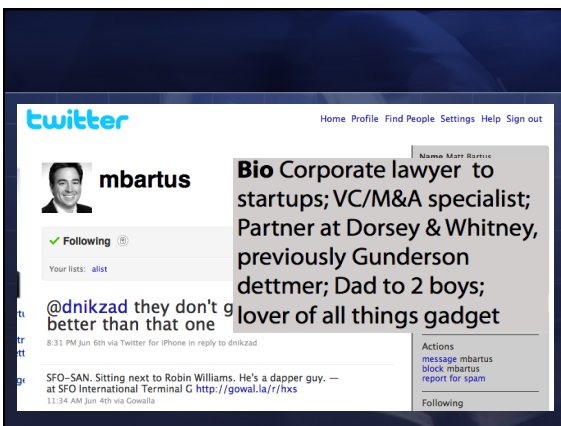 twitter
Home Profile Find People Settings Help Sign out
Name Matt Bartus
mbartus
Bio Corporate lawyer to
startups; VC/M&A specialist;
Partner at Dorsey & Whitney,
previously Gunderson
dettmer; Dad to 2 boys;
lover of all things gadget
Following
Your lists: alist
@dnikzad they don't g
better than that one
8:31 PM Jun 6th via Twitter for iPhone in reply to dnikzad
SFO-SAN. Sitting next to Robin Williams. He's a dapper guy. —
at SFO International Terminal G http://gowal.la/r/hxs
11:34 AM Jun 4th via Gowalla
Actions
message mbartus
block mbartus
report for spam
Following